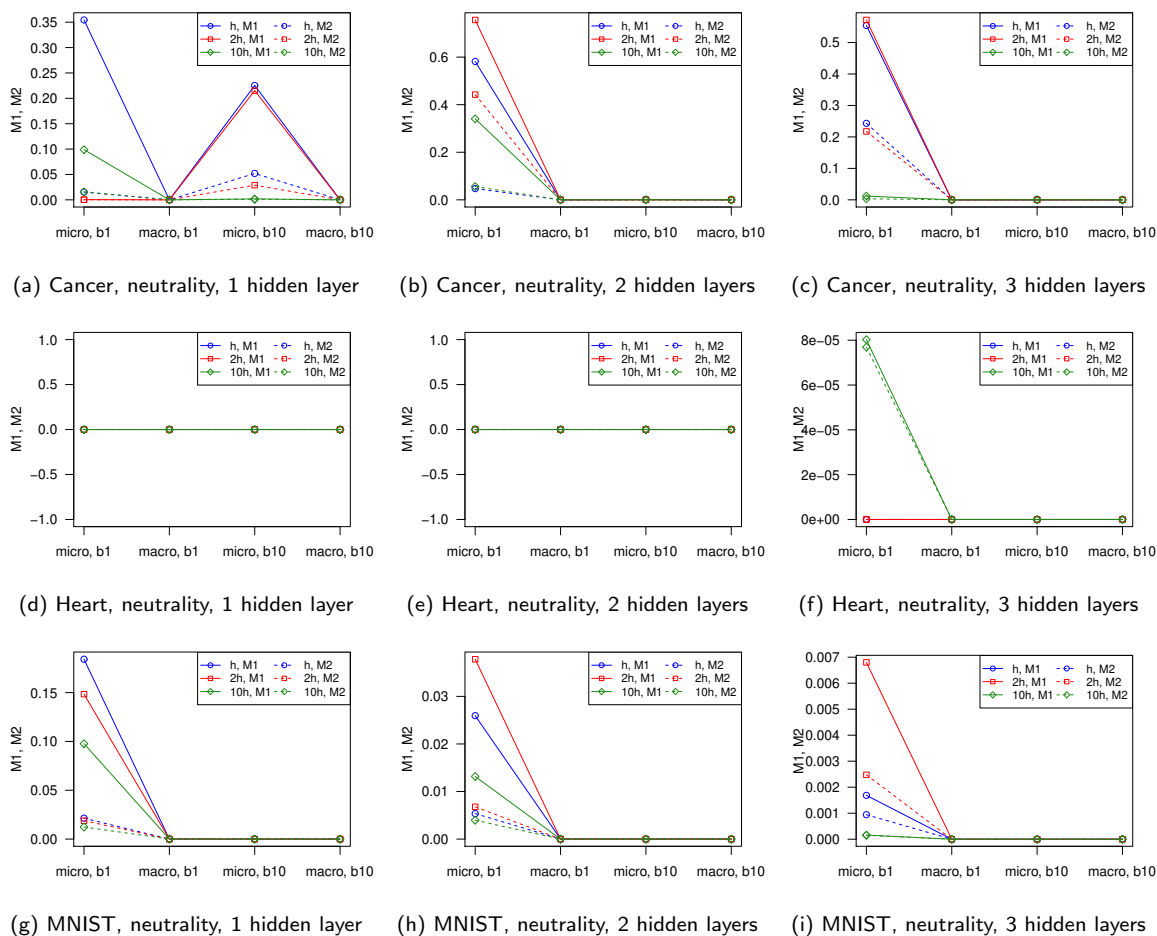 h, M1 h, M2
2h, M1 2h, M2
10h, M1 10h, M2
M1, M2
0.35
0.30
0.25
0.20
0.15
0.10
0.05
0.00
micro, b1 macro, b1 micro, b10 macro, b10
(a) Cancer, neutrality, 1 hidden layer
h, M1 h, M2
2h, M1 2h, M2
10h, M1 10h, M2
M1, M2
0.6
0.4
0.2
0.0
micro, b1 macro, b1 micro, b10 macro, b10
(b) Cancer, neutrality, 2 hidden layers
h, M1 h, M2
2h, M1 2h, M2
10h, M1 10h, M2
M1, M2
0.5
0.4
0.3
0.2
0.1
0.0
micro, b1 macro, b1 micro, b10 macro, b10
(c) Cancer, neutrality, 3 hidden layers
h, M1 h, M2
2h, M1 2h, M2
10h, M1 10h, M2
M1, M2
1.0
0.5
0.0
−0.5
−1.0
micro, b1 macro, b1 micro, b10 macro, b10
(d) Heart, neutrality, 1 hidden layer
h, M1 h, M2
2h, M1 2h, M2
10h, M1 10h, M2
M1, M2
1.0
0.5
0.0
−0.5
−1.0
micro, b1 macro, b1 micro, b10 macro, b10
(e) Heart, neutrality, 2 hidden layers
h, M1 h, M2
2h, M1 2h, M2
10h, M1 10h, M2
M1, M2
8e−05
6e−05
4e−05
2e−05
0e+00
micro, b1 macro, b1 micro, b10 macro, b10
(f) Heart, neutrality, 3 hidden layers
h, M1 h, M2
2h, M1 2h, M2
10h, M1 10h, M2
M1, M2
0.15
0.10
0.05
0.00
micro, b1 macro, b1 micro, b10 macro, b10
(g) MNIST, neutrality, 1 hidden layer
h, M1 h, M2
2h, M1 2h, M2
10h, M1 10h, M2
M1, M2
0.03
0.02
0.01
0.00
micro, b1 macro, b1 micro, b10 macro, b10
(h) MNIST, neutrality, 2 hidden layers
h, M1 h, M2
2h, M1 2h, M2
10h, M1 10h, M2
M1, M2
0.007
0.006
0.005
0.004
0.003
0.002
0.001
0.000
micro, b1 macro, b1 micro, b10 macro, b10
(i) MNIST, neutrality, 3 hidden layers